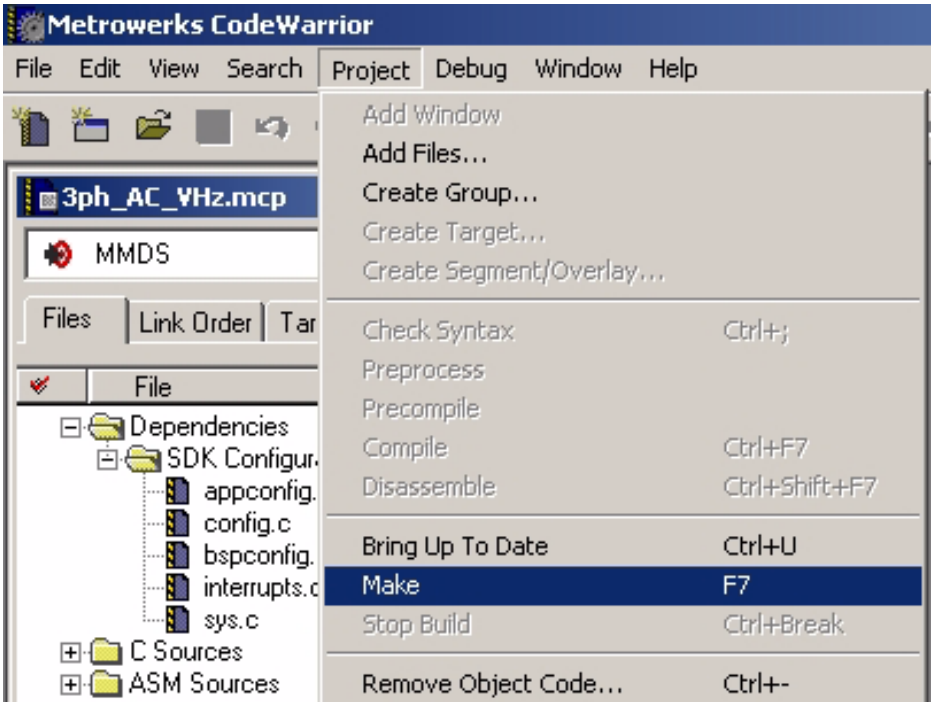 Metrowerks CodeWarrior
File Edit View Search Project Debug Window Help
Add Window
Add Files...
Create Group...
Create Target...
Create Segment/Overlay...
Check Syntax Ctrl+;
Preprocess
Precompile
Compile Ctrl+F7
Disassemble Ctrl+Shift+F7
Bring Up To Date Ctrl+U
Make F7
Stop Build Ctrl+Break
Remove Object Code... Ctrl+-
3ph_AC_VHz.mcp
MMDS
Files Link Order Tar
File
Dependencies
SDK Configur
appconfig.
config.c
bspconfig.
interrupts.c
sys.c
C Sources
ASM Sources